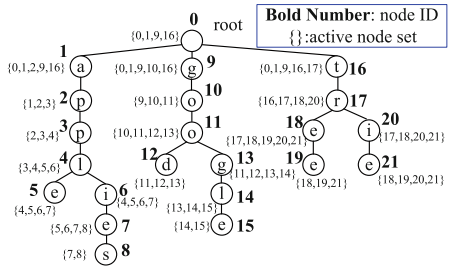 0 root
Bold Number: node ID
{}:active node set
{0,1,9,16}
1 9 16
{0,1,2,9,16} a {0,1,9,10,16} g {0,1,9,16,17} t
2 10 17
{1,2,3} p {9,10,11} o {16,17,18,20} r
3 11 18 20
{2,3,4} p {10,11,12,13} o {17,18,19,20,21} e i {17,18,20,21}
4 12 13 19 21
{3,4,5,6} l d g {11,12,13,14} e e
{11,12,13} {18,19,21} {18,19,20,21}
5 e 6 i 14 l
{4,5,6,7} {4,5,6,7} {13,14,15}
7 e 15 e
{5,6,7,8} {14,15}
8 s
{7,8}